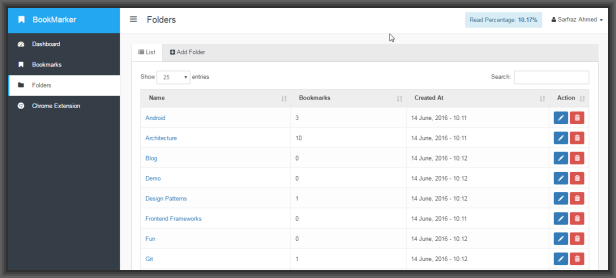 BookMarker
Folders
Read Percentage: 10.17%
Sarfraz Ahmed
Dashboard
Bookmarks
Folders
Chrome Extension
List
Add Folder
Show 25 entries
Search:
Name Bookmarks Created At Action
Android 3 14 June, 2016 - 10:11
Architecture 10 14 June, 2016 - 10:11
Blog 0 14 June, 2016 - 10:12
Demo 0 14 June, 2016 - 10:12
Design Patterns 1 14 June, 2016 - 10:12
Frontend Frameworks 0 14 June, 2016 - 10:11
Fun 0 14 June, 2016 - 10:12
Git 1 14 June, 2016 - 10:12